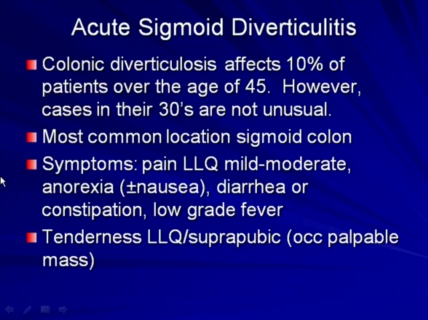 Acute Sigmoid Diverticulitis
Colonic diverticulosis affects 10% of
patients over the age of 45.  However,
cases in their 30's are not unusual.
Most common location sigmoid colon
Symptoms: pain LLQ mild-moderate,
anorexia (±nausea), diarrhea or
constipation, low grade fever
Tenderness LLQ/suprapubic (occ palpable
mass)